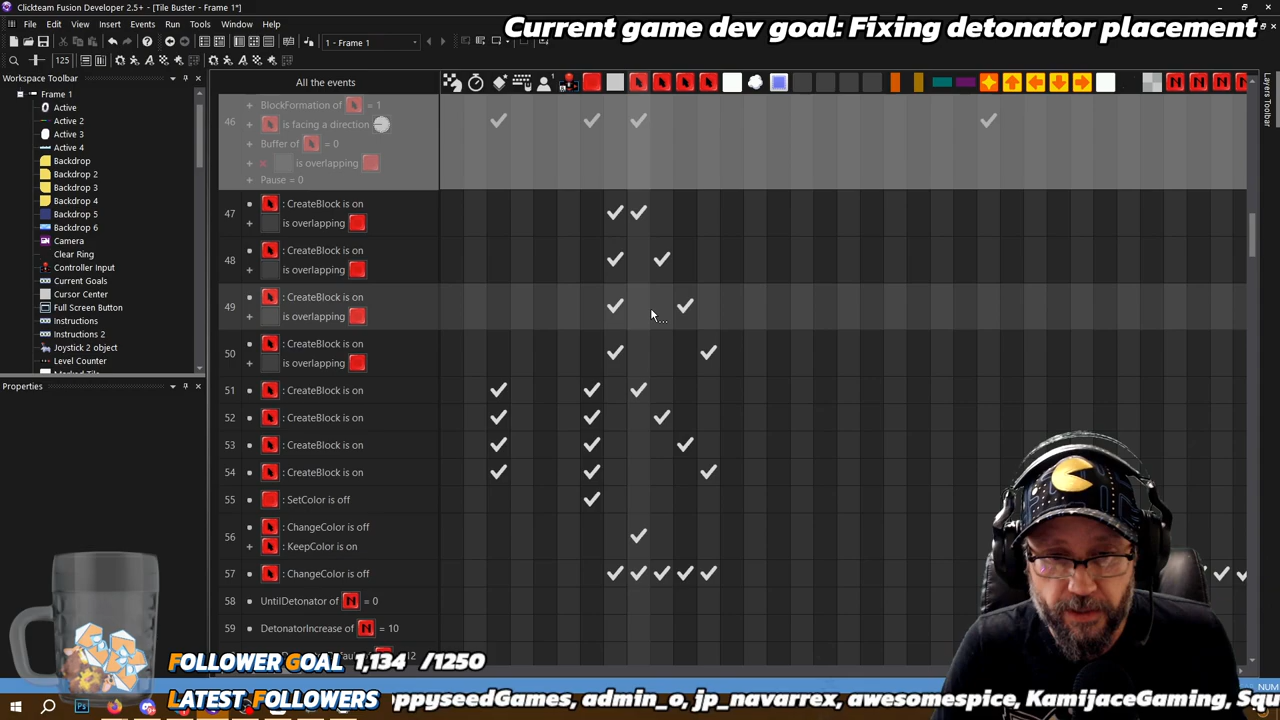 Clickteam Fusion Developer 2.5+ - [Tile Buster - Frame 1*]
File Edit View Insert Events Run Tools Window Help
Current game dev goal: Fixing detonator placement
1 - Frame 1
123
Workspace Toolbar
All the events
Layers Toolbar
Frame 1
Active
Active 2
Active 3
Active 4
Backdrop
Backdrop 2
Backdrop 3
Backdrop 4
Backdrop 5
Backdrop 6
Camera
Clear Ring
Controller Input
Current Goals
Cursor Center
Full Screen Button
Instructions
Instructions 2
Joystick 2 object
Level Counter
Properties
46
BlockFormation of = 1
is facing a direction
Buffer of = 0
is overlapping
Pause = 0
47 : CreateBlock is on
is overlapping
48 : CreateBlock is on
is overlapping
49 : CreateBlock is on
is overlapping
50 : CreateBlock is on
is overlapping
51 : CreateBlock is on
52 : CreateBlock is on
53 : CreateBlock is on
54 : CreateBlock is on
55 : SetColor is off
56 : ChangeColor is off
: KeepColor is on
57 : ChangeColor is off
58 UntilDetonator of N = 0
59 DetonatorIncrease of N = 10
FOLLOWER GOAL 1,134 /1250
LATEST FOLLOWERS ppyseedGames, admin_o, jp_navarrex, awesomespice, KamijaceGaming, Squ
NUM